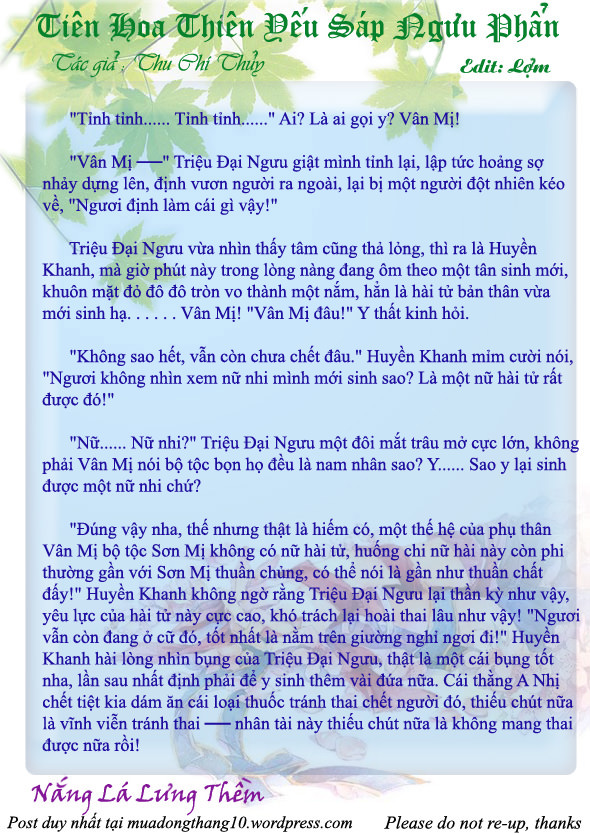 Tiên Hoa Thiên Yếu Sáp Ngưu Phẩn
Tác giả : Thu Chí Thủy
Edit: Lợm
"Tỉnh tỉnh...... Tỉnh tỉnh......" Ai? Là ai gọi y? Vân Mị!
"Vân Mị ──" Triệu Đại Ngưu giật mình tỉnh lại, lập tức hoảng sợ
nhảy dựng lên, định vươn người ra ngoài, lại bị một người đột nhiên kéo
về, "Ngươi định làm cái gì vậy!"
Triệu Đại Ngưu vừa nhìn thấy tâm cũng thả lỏng, thì ra là Huyền
Khanh, mà giờ phút này trong lòng nàng đang ôm theo một tân sinh mới,
khuôn mặt đỏ đô đô tròn vo thành một nắm, hẳn là hài tử bản thân vừa
mới sinh hạ. . . . . . Vân Mị! "Vân Mị đâu!" Y thất kinh hỏi.
"Không sao hết, vẫn còn chưa chết đâu." Huyền Khanh mỉm cười nói,
"Ngươi không nhìn xem nữ nhi mình mới sinh sao? Là một nữ hài tử rất
được đó!"
"Nữ...... Nữ nhi?" Triệu Đại Ngưu một đôi mắt trâu mở cực lớn, không
phải Vân Mị nói bộ tộc bọn họ đều là nam nhân sao? Y...... Sao y lại sinh
được một nữ nhi chứ?
"Đúng vậy nha, thế nhưng thật là hiếm có, một thế hệ của phụ thân
Vân Mị bộ tộc Sơn Mị không có nữ hài tử, huống chi nữ hài này còn phi
thường gần với Sơn Mị thuần chủng, có thể nói là gần như thuần chất
đấy!" Huyền Khanh không ngờ rằng Triệu Đại Ngưu lại thần kỳ như vậy,
yêu lực của hài tử này cực cao, khó trách lại hoài thai lâu như vậy! "Ngươi
vẫn còn đang ở cữ đó, tốt nhất là nằm trên giường nghỉ ngơi đi!" Huyền
Khanh hài lòng nhìn bụng của Triệu Đại Ngưu, thật là một cái bụng tốt
nha, lần sau nhất định phải để y sinh thêm vài đứa nữa. Cái thằng A Nhị
chết tiệt kia dám ăn cái loại thuốc tránh thai chết người đó, thiếu chút nữa
là vĩnh viễn tránh thai ── nhân tài này thiếu chút nữa là không mang thai
được nữa rồi!
Nắng Lá Lưng Thềm
Post duy nhất tại muadongthang10.wordpress.com
Please do not re-up, thanks